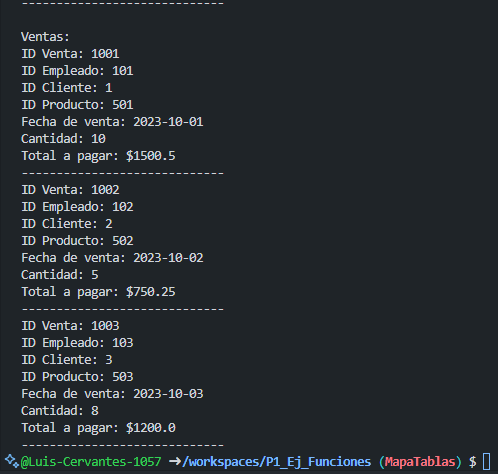 -----------------------------
Ventas:
ID Venta: 1001
ID Empleado: 101
ID Cliente: 1
ID Producto: 501
Fecha de venta: 2023-10-01
Cantidad: 10
Total a pagar: $1500.5
-----------------------------
ID Venta: 1002
ID Empleado: 102
ID Cliente: 2
ID Producto: 502
Fecha de venta: 2023-10-02
Cantidad: 5
Total a pagar: $750.25
-----------------------------
ID Venta: 1003
ID Empleado: 103
ID Cliente: 3
ID Producto: 503
Fecha de venta: 2023-10-03
Cantidad: 8
Total a pagar: $1200.0
-----------------------------
@Luis-Cervantes-1057 ➜/workspaces/P1_Ej_Funciones (MapaTablas) $